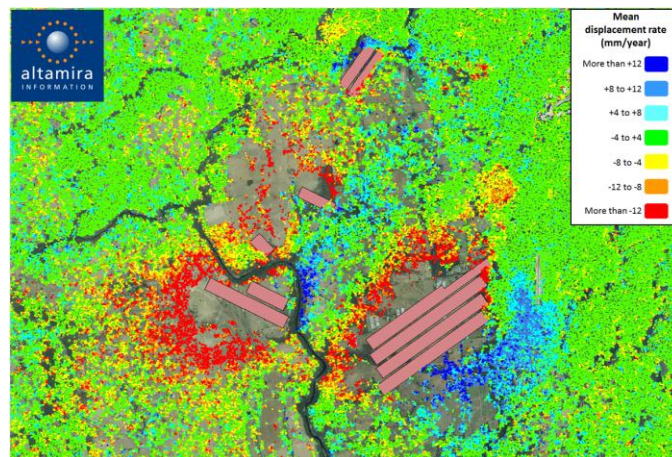 altamira
INFORMATION
Mean
displacement rate
(mm/year)
More than +12
+8 to +12
+4 to +8
-4 to +4
-8 to -4
-12 to -8
More than -12